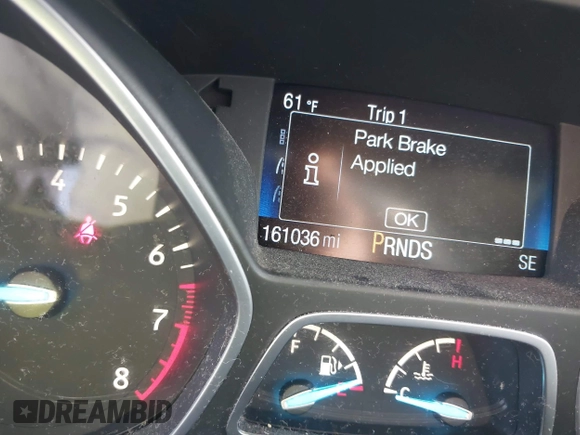 61 °F
Trip 1
Park Brake
Applied
i
OK
161036 mi
PRNDS
SE
4
5
6
7
8
F
H
C
DREAMBID